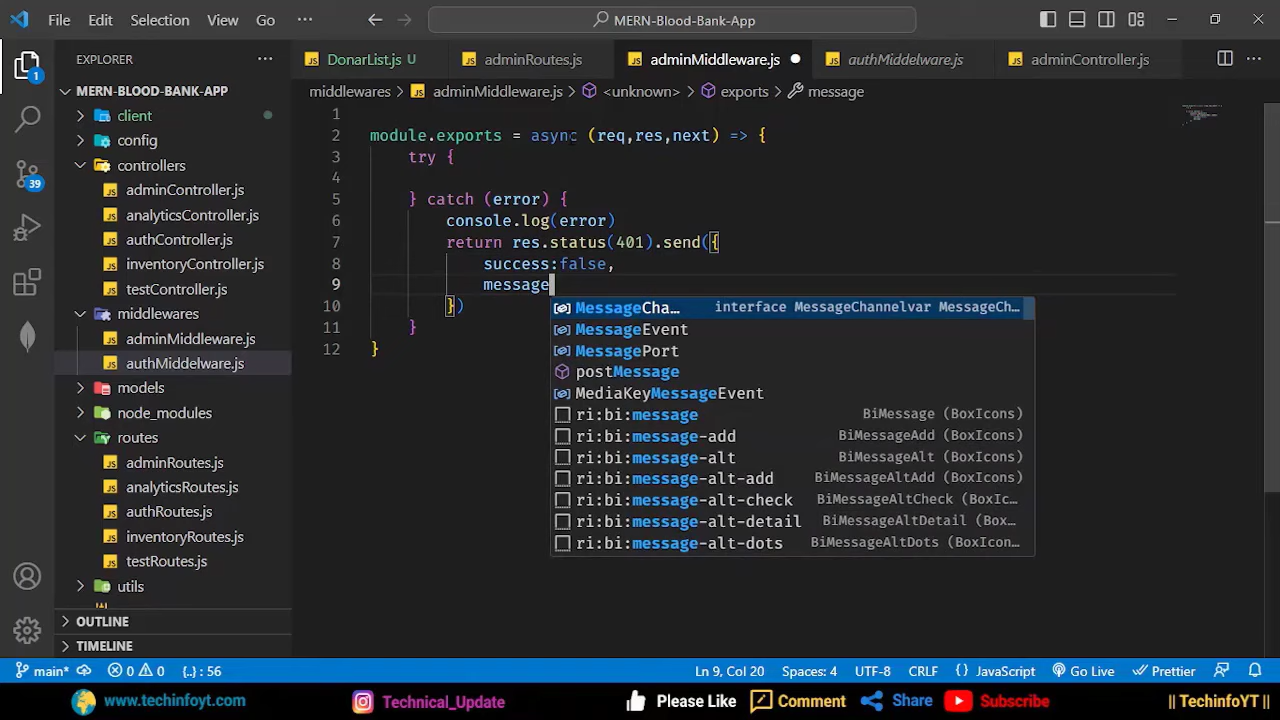 File Edit Selection View Go ··· MERN-Blood-Bank-App
EXPLORER ···
MERN-BLOOD-BANK-APP
client
config
controllers
adminController.js
analyticsController.js
authController.js
inventoryController.js
testController.js
middlewares
adminMiddleware.js
authMiddelware.js
models
node_modules
routes
adminRoutes.js
analyticsRoutes.js
authRoutes.js
inventoryRoutes.js
testRoutes.js
utils
OUTLINE
TIMELINE
1
39
DonarList.js U adminRoutes.js adminMiddleware.js authMiddelware.js adminController.js ···
middlewares > adminMiddleware.js > <unknown> > exports > message
1
2 module.exports = async (req,res,next) => {
3 try {
4
5 } catch (error) {
6 console.log(error)
7 return res.status(401).send({
8 success:false,
9 message
10 })
11 }
12 }
MessageCha… interface MessageChannelvar MessageCh…
MessageEvent
MessagePort
postMessage
MediaKeyMessageEvent
ri:bi:message BiMessage (BoxIcons)
ri:bi:message-add BiMessageAdd (BoxIcons)
ri:bi:message-alt BiMessageAlt (BoxIcons)
ri:bi:message-alt-add BiMessageAltAdd (BoxIcons)
ri:bi:message-alt-check BiMessageAltCheck (BoxIc…
ri:bi:message-alt-detail BiMessageAltDetail (Box…
ri:bi:message-alt-dots BiMessageAltDots (BoxIcon…
main* 0 0 {..} : 56 Ln 9, Col 20 Spaces: 4 UTF-8 CRLF {} JavaScript Go Live Prettier
www.techinfoyt.com Technical_Update Please Like Comment Share Subscribe || TechinfoYT ||